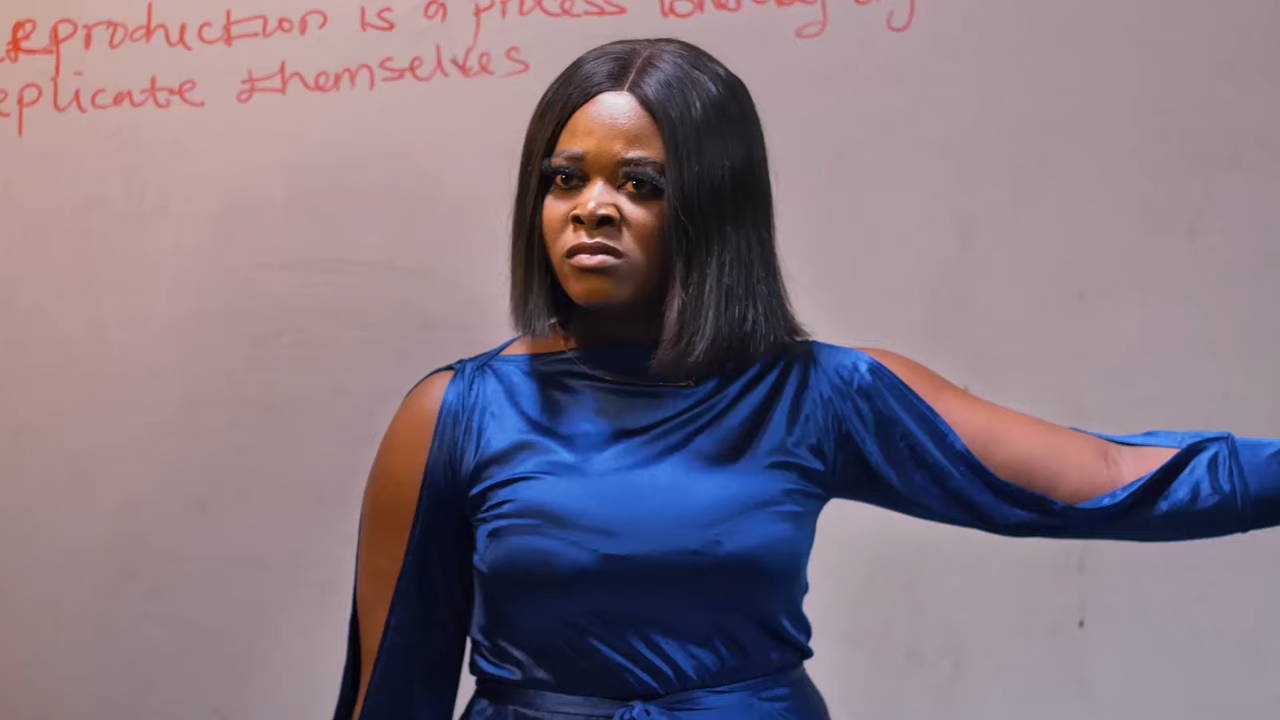 Reproduction is a process
replicate themselves